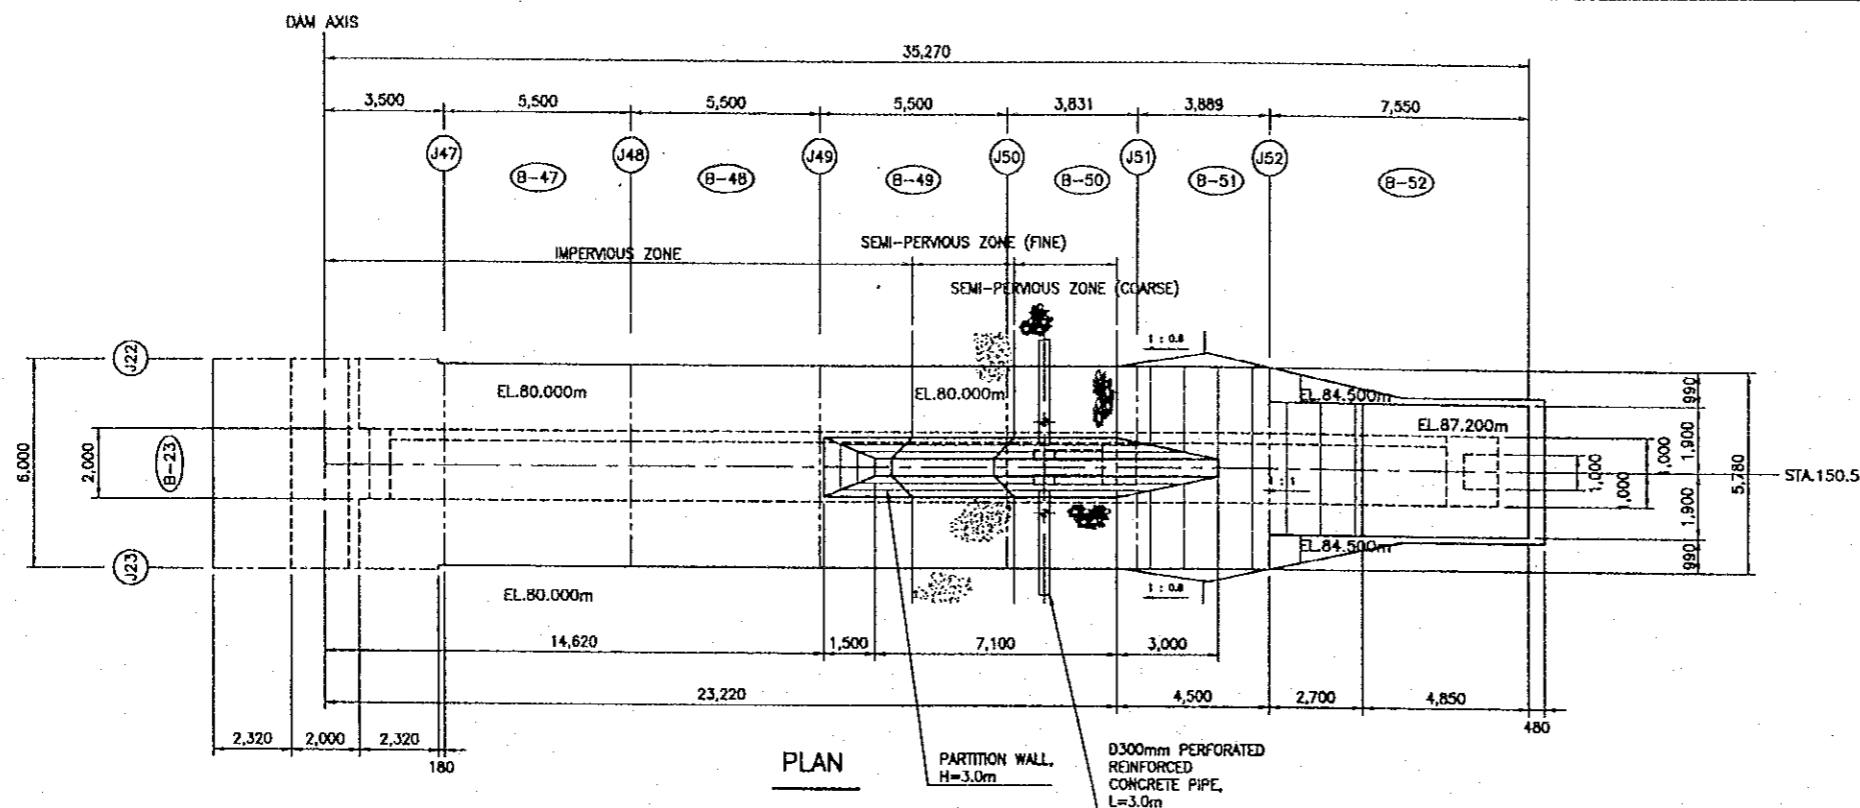 DAM AXIS
35,270
3,500
5,500
5,500
5,500
3,831
3,889
7,550
J47
J48
J49
J50
J51
J52
B-47
B-48
B-49
B-50
B-51
B-52
SEMI-PERVIOUS ZONE (FINE)
IMPERVIOUS ZONE
SEMI-PERVIOUS ZONE (COARSE)
1 : 0.8
J22
EL.80.000m
EL.80.000m
EL.84.500m
EL.87.200m
990
1,900
5,780
1,900
990
1,000
6,000
2,000
B-23
STA.150.5
EL.84.500m
J23
EL.80.000m
1 : 0.8
14,620
1,500
7,100
3,000
23,220
4,500
2,700
4,850
480
2,320
2,000
2,320
180
PLAN
PARTITION WALL,
H=3.0m
D300mm PERFORATED
REINFORCED
CONCRETE PIPE,
L=3.0m